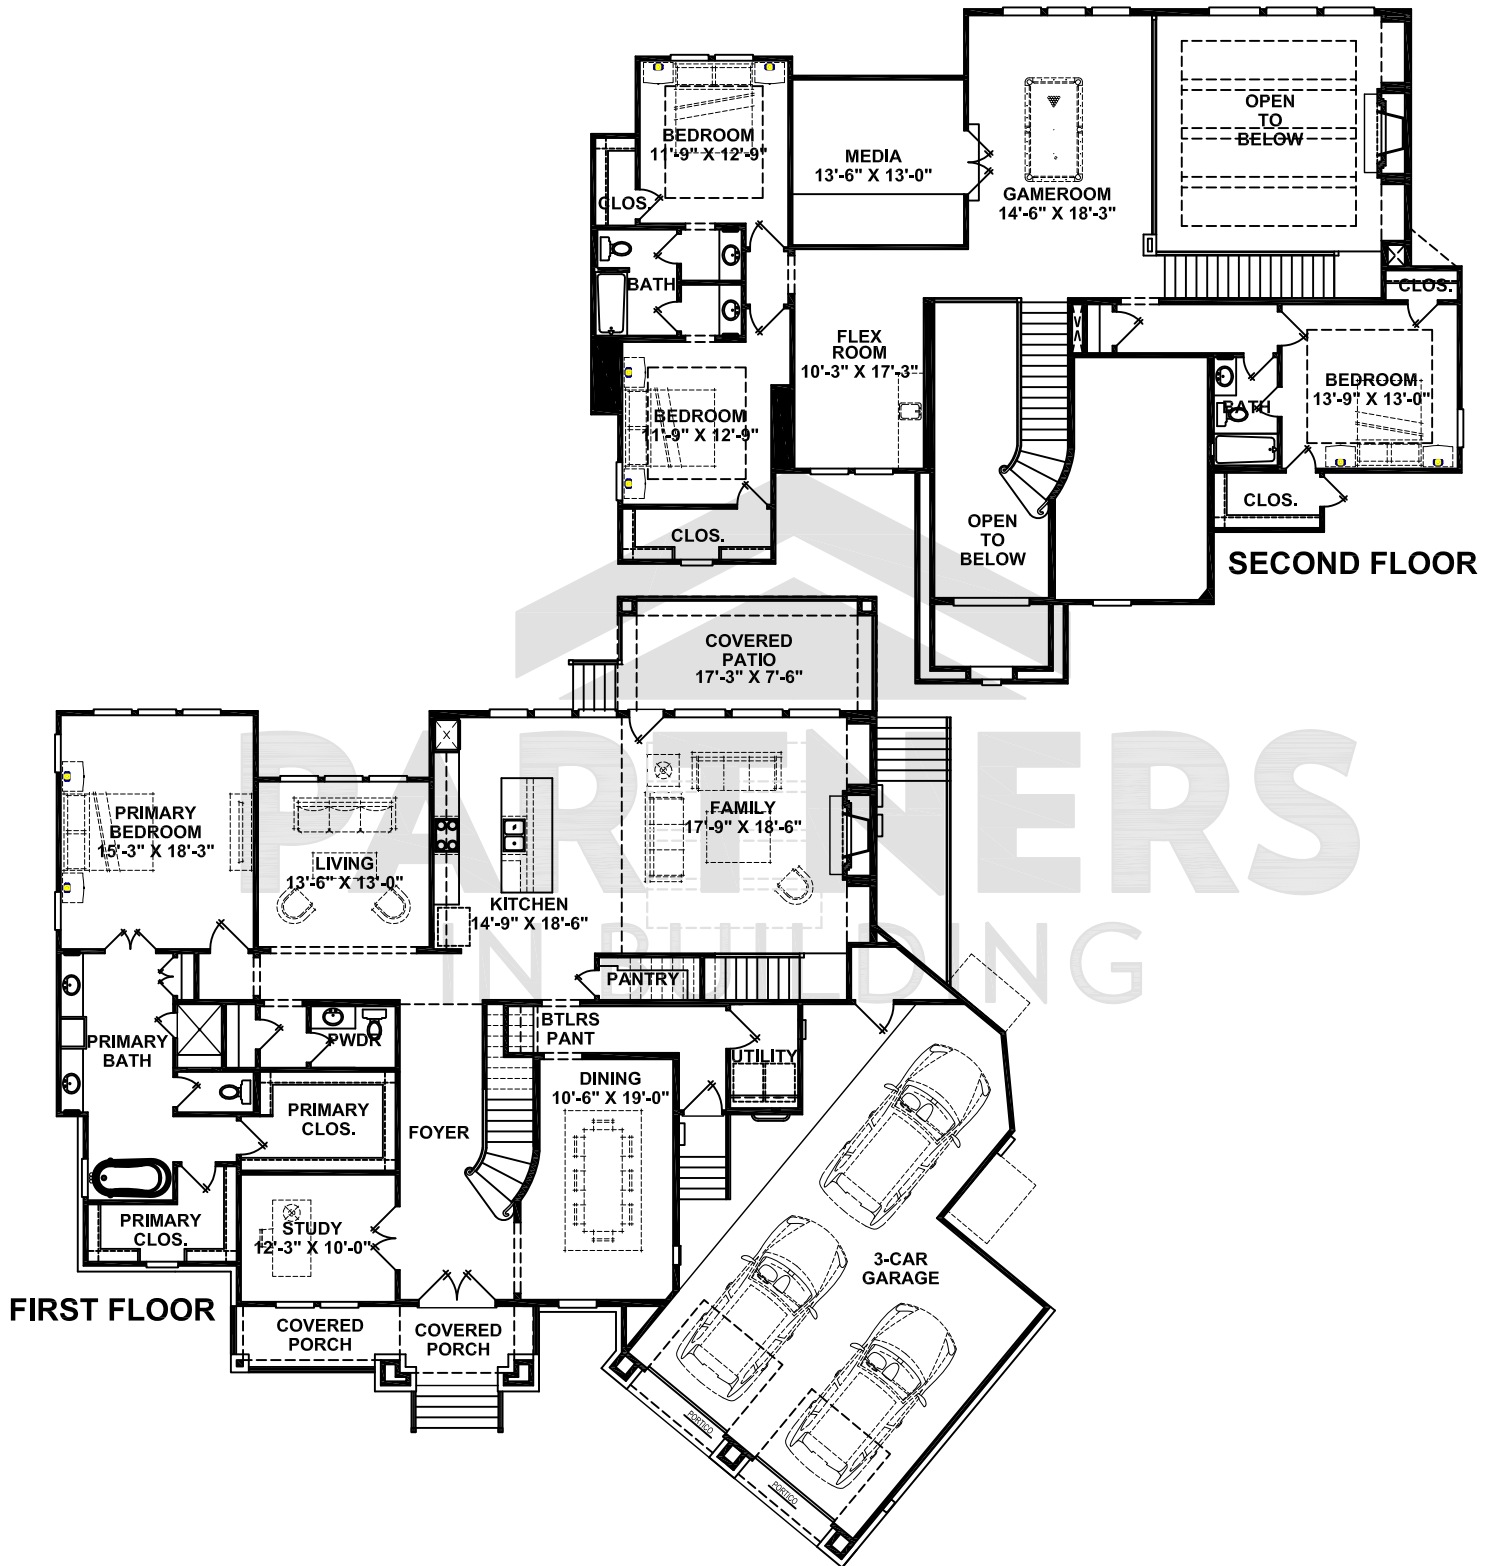 BEDROOM
11'-9" X 12'-9"
CLOS.
MEDIA
13'-6" X 13'-0"
GAMEROOM
14'-6" X 18'-3"
OPEN
TO
BELOW
BATH
CLOS.
FLEX
ROOM
10'-3" X 17'-3"
BEDROOM
13'-9" X 13'-0"
BATH
BEDROOM
11'-9" X 12'-9"
CLOS.
CLOS.
OPEN
TO
BELOW
SECOND FLOOR
COVERED
PATIO
17'-3" X 7'-6"
PARTNERS
IN BUILDING
PRIMARY
BEDROOM
15'-3" X 18'-3"
LIVING
13'-6" X 13'-0"
KITCHEN
14'-9" X 18'-6"
FAMILY
17'-9" X 18'-6"
PANTRY
BTLRS
PANT
PWDR
UTILITY
PRIMARY
BATH
PRIMARY
CLOS.
FOYER
DINING
10'-6" X 19'-0"
PRIMARY
CLOS.
STUDY
12'-3" X 10'-0"
3-CAR
GARAGE
FIRST FLOOR
COVERED
PORCH
COVERED
PORCH
PORTICO
PORTICO